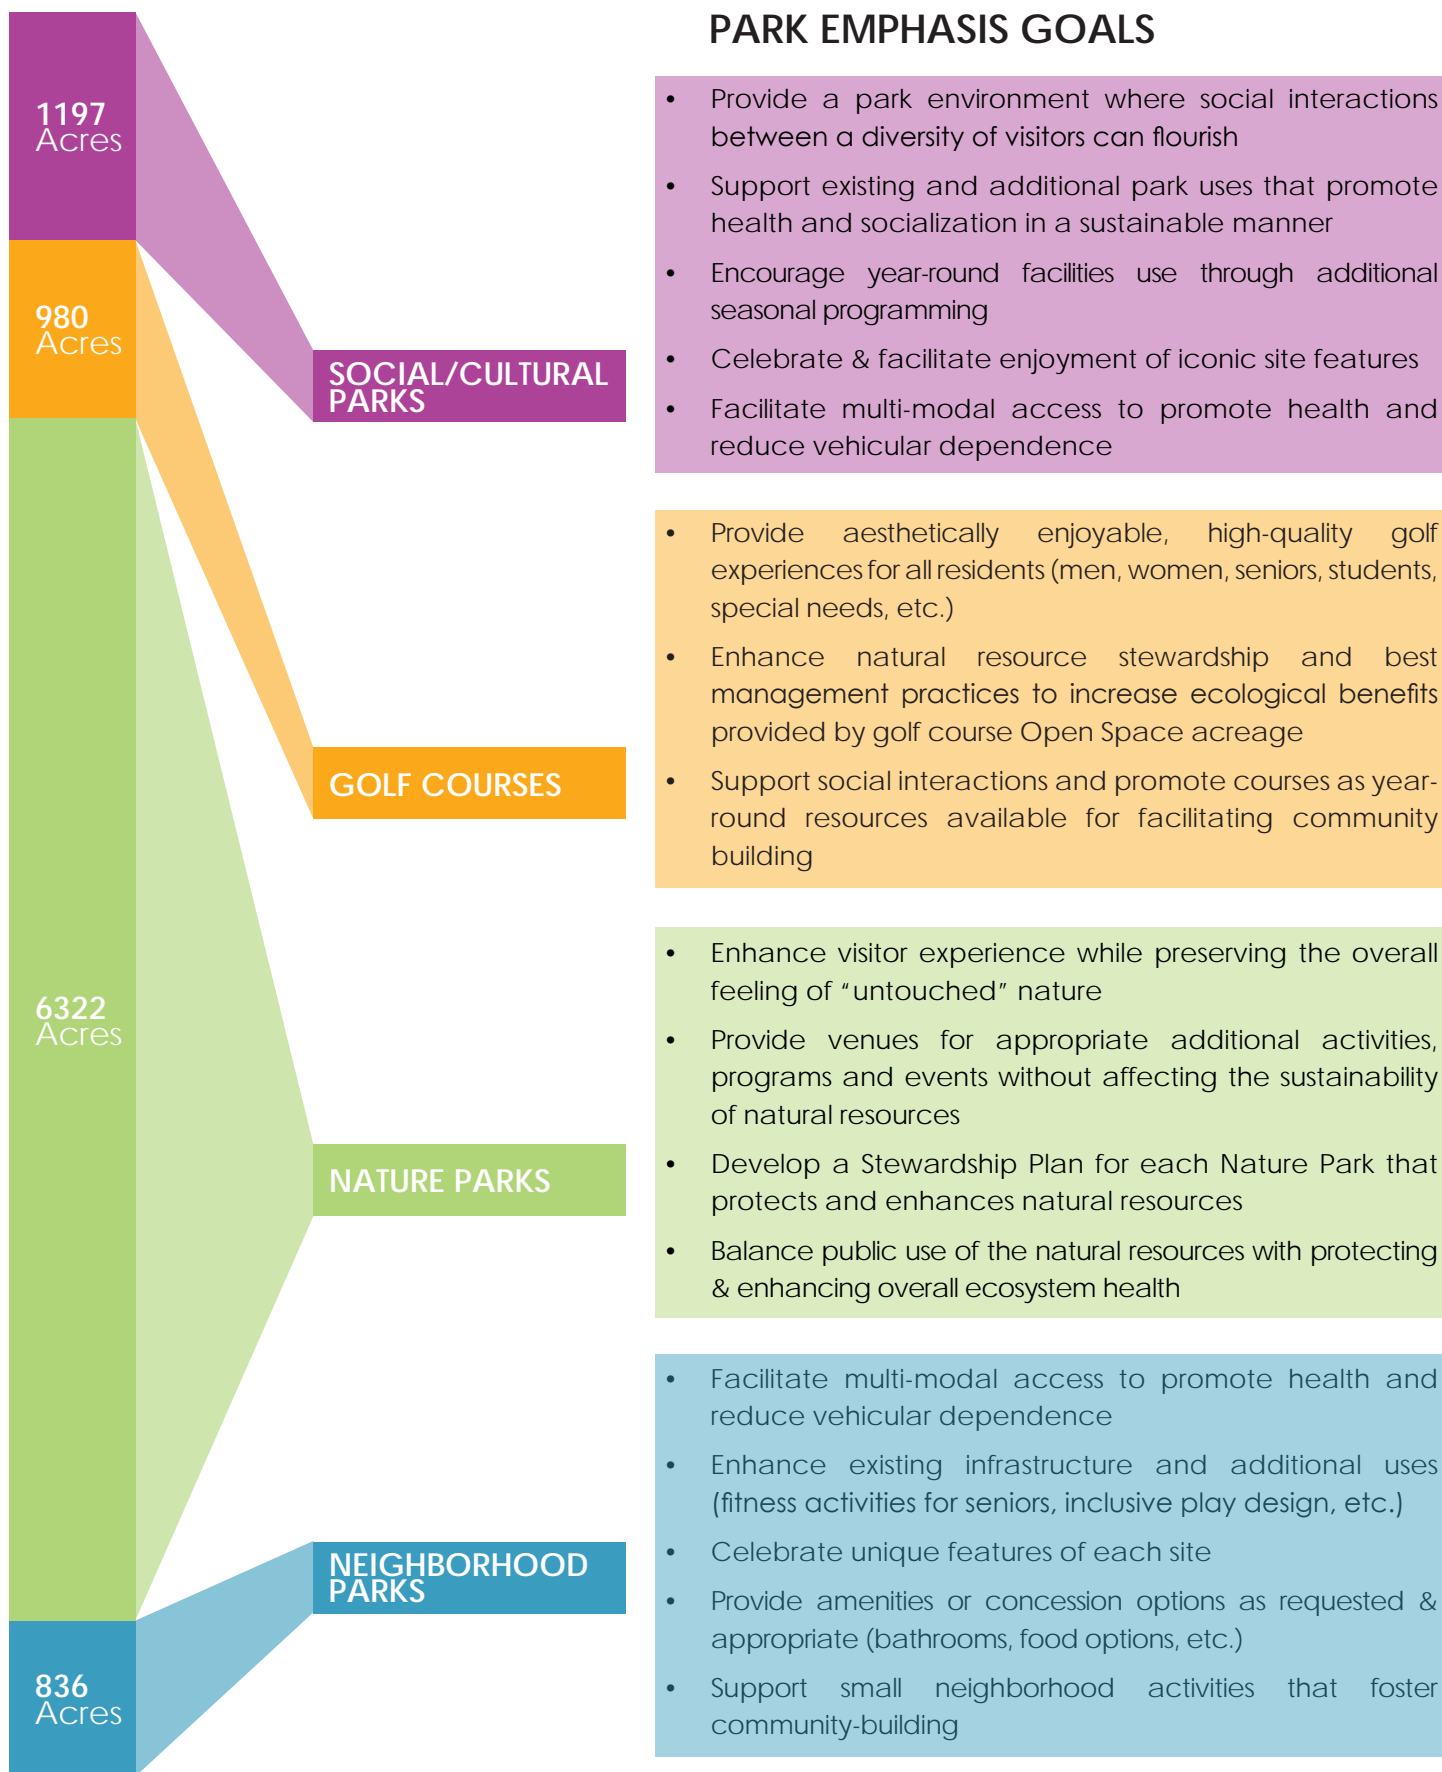 PARK EMPHASIS GOALS
1197
Acres
980
Acres
6322
Acres
836
Acres
SOCIAL/CULTURAL
PARKS
• Provide a park environment where social interactions
between a diversity of visitors can flourish
• Support existing and additional park uses that promote
health and socialization in a sustainable manner
• Encourage year-round facilities use through additional
seasonal programming
• Celebrate & facilitate enjoyment of iconic site features
• Facilitate multi-modal access to promote health and
reduce vehicular dependence
GOLF COURSES
• Provide aesthetically enjoyable, high-quality golf
experiences for all residents (men, women, seniors, students,
special needs, etc.)
• Enhance natural resource stewardship and best
management practices to increase ecological benefits
provided by golf course Open Space acreage
• Support social interactions and promote courses as year-
round resources available for facilitating community
building
NATURE PARKS
• Enhance visitor experience while preserving the overall
feeling of “untouched” nature
• Provide venues for appropriate additional activities,
programs and events without affecting the sustainability
of natural resources
• Develop a Stewardship Plan for each Nature Park that
protects and enhances natural resources
• Balance public use of the natural resources with protecting
& enhancing overall ecosystem health
NEIGHBORHOOD
PARKS
• Facilitate multi-modal access to promote health and
reduce vehicular dependence
• Enhance existing infrastructure and additional uses
(fitness activities for seniors, inclusive play design, etc.)
• Celebrate unique features of each site
• Provide amenities or concession options as requested &
appropriate (bathrooms, food options, etc.)
• Support small neighborhood activities that foster
community-building